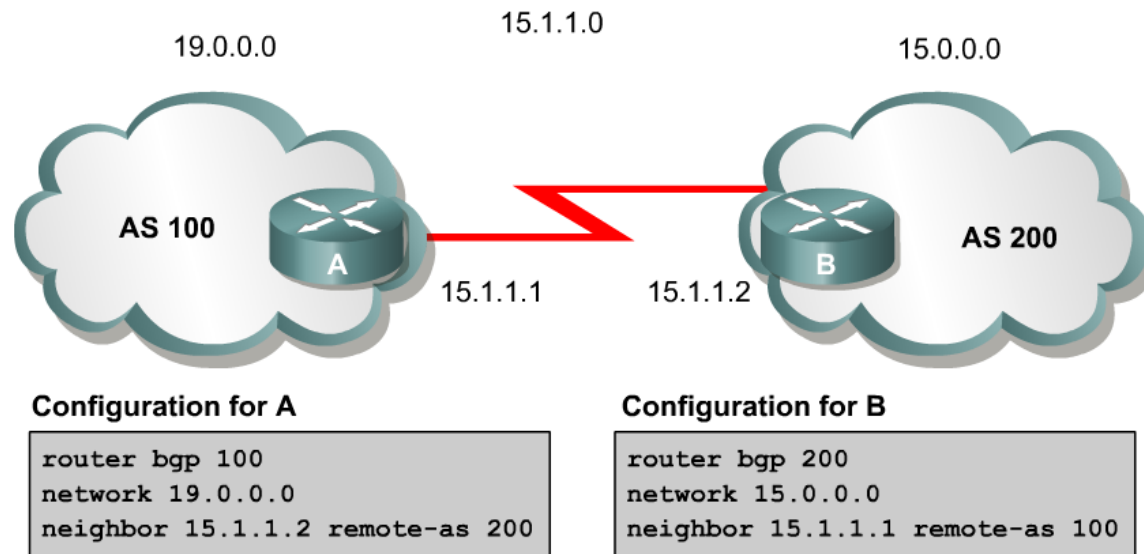 15.1.1.0
19.0.0.0
15.0.0.0
AS 100
A
B
AS 200
15.1.1.1
15.1.1.2
Configuration for A
router bgp 100
network 19.0.0.0
neighbor 15.1.1.2 remote-as 200
Configuration for B
router bgp 200
network 15.0.0.0
neighbor 15.1.1.1 remote-as 100